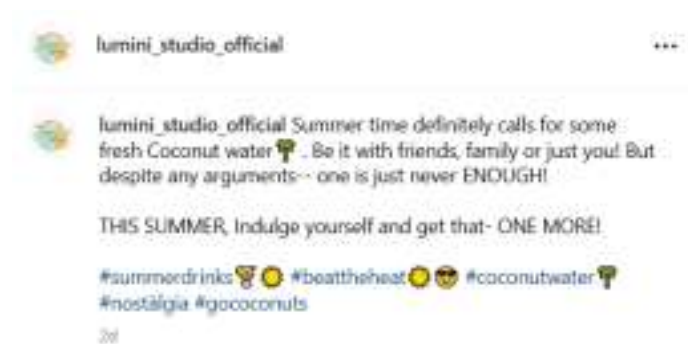 lumini_studio_official
lumini_studio_official Summer time definitely calls for some
fresh Coconut water🌴 . Be it with friends, family or just you! But
despite any arguments-- one is just never ENOUGH!
THIS SUMMER, Indulge yourself and get that- ONE MORE!
#summerdrinks🍹🌞 #beattheheat🌞😎 #coconutwater🌴
#nostalgia #gococonuts
2d